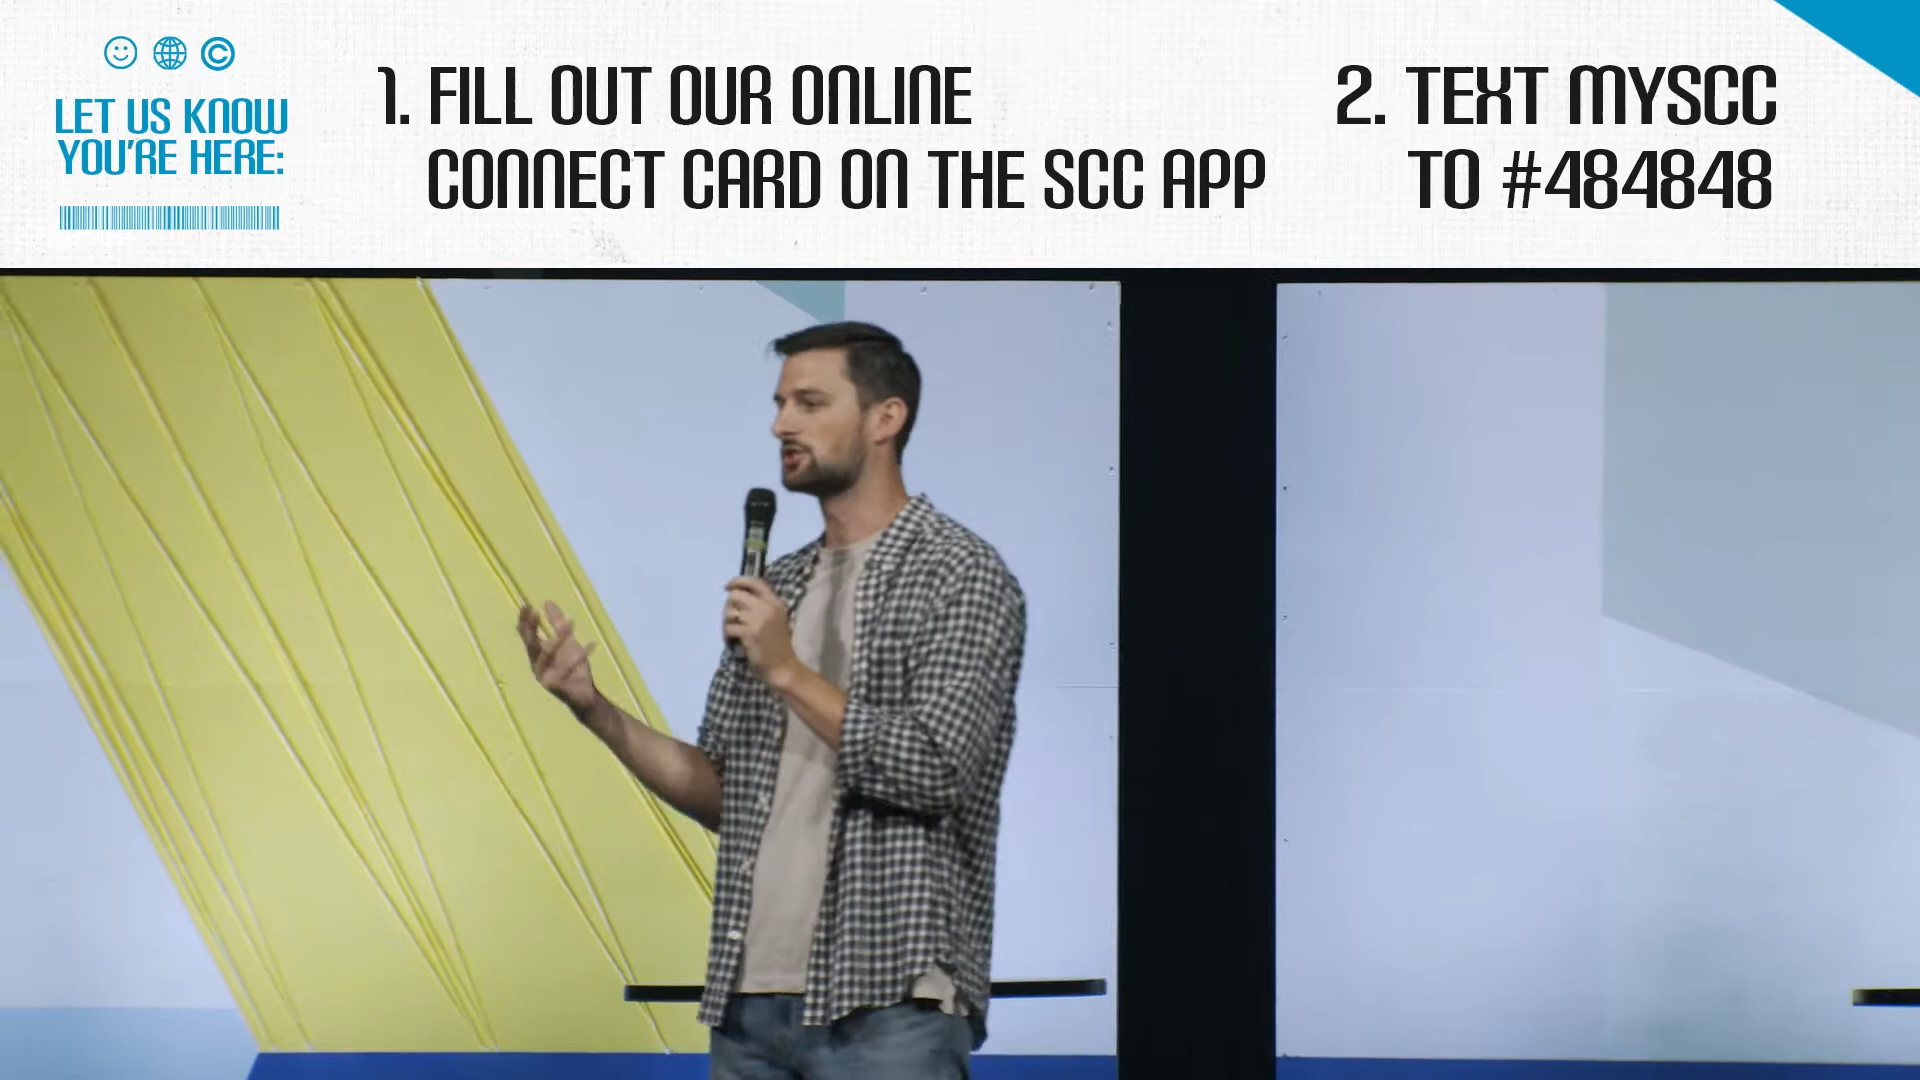 LET US KNOW
YOU'RE HERE:
1. FILL OUT OUR ONLINE
CONNECT CARD ON THE SCC APP
2. TEXT MYSCC
TO #484848